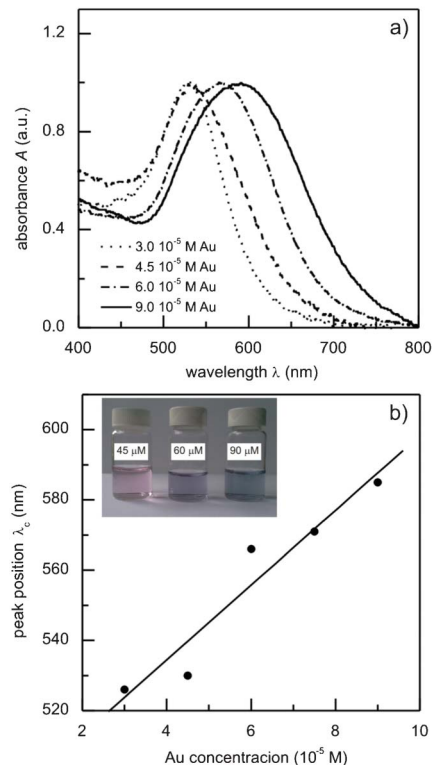 a)
absorbance A (a.u.)
1.0
0.8
0.4
0.0
3.0 10⁻⁵ M Au
4.5 10⁻⁵ M Au
6.0 10⁻⁵ M Au
9.0 10⁻⁵ M Au
400 500 600 700 800
wavelength λ (nm)
b)
peak position λc (nm)
600
580
560
540
520
45 µM 60 µM 90 µM
2 4 6 8 10
Au concentracion (10⁻⁵ M)